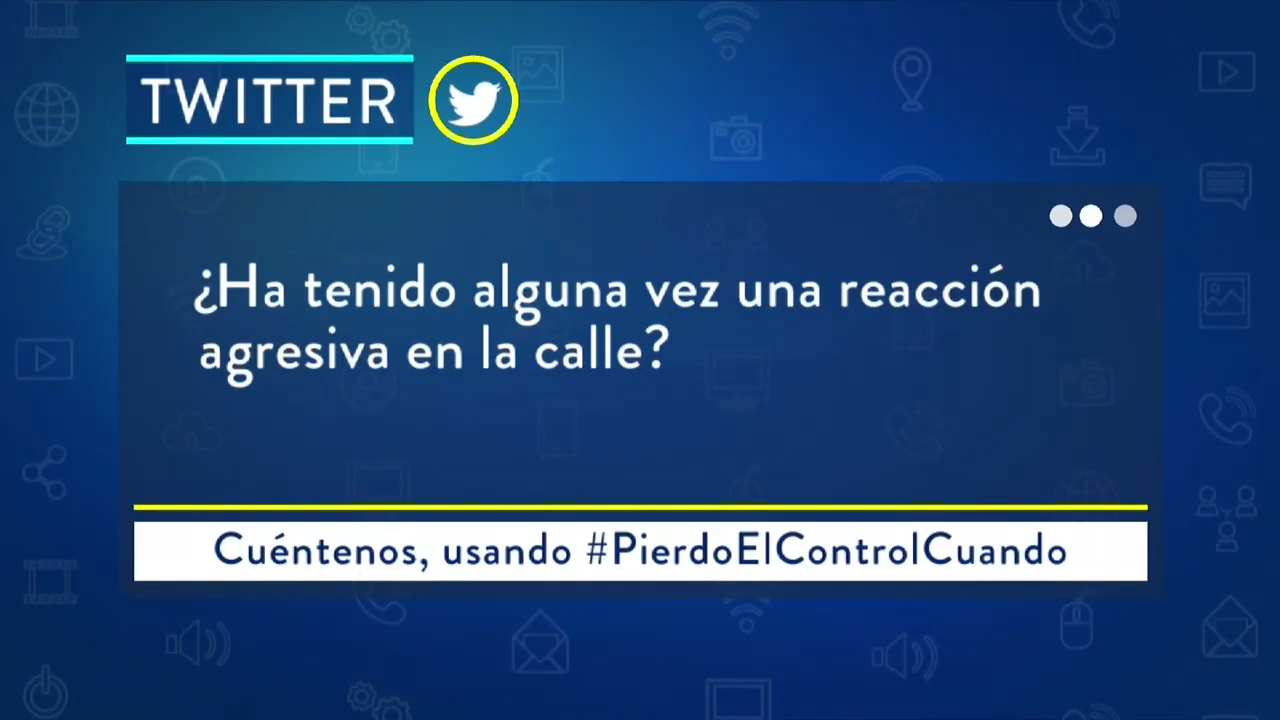 TWITTER
¿Ha tenido alguna vez una reacción
agresiva en la calle?
Cuéntenos, usando #PierdoElControlCuando